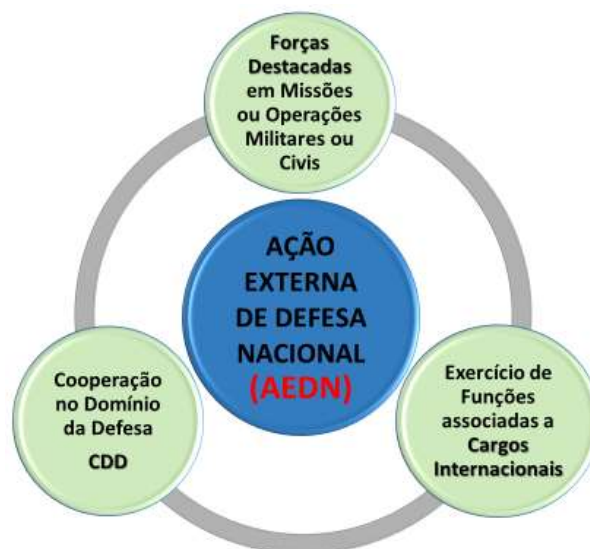 Forças
Destacadas
em Missões
ou Operações
Militares ou
Civis
AÇÃO
EXTERNA
DE DEFESA
NACIONAL
(AEDN)
Cooperação
no Domínio
da Defesa
CDD
Exercício de
Funções
associadas a
Cargos
Internacionais